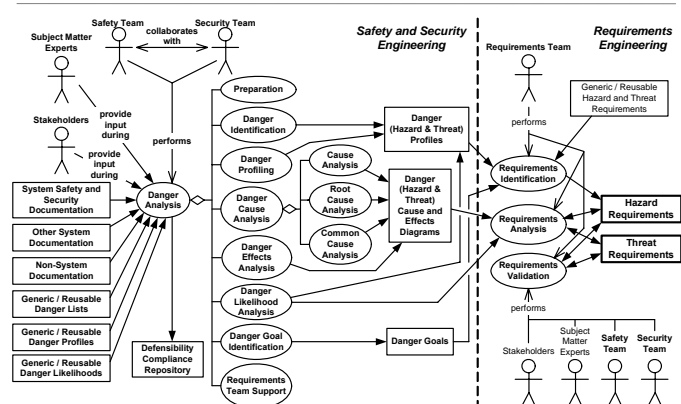 Safety Team
Security Team
collaborates
with
Subject Matter
Experts
Safety and Security
Engineering
Requirements
Engineering
Requirements Team
Generic / Reusable
Hazard and Threat
Requirements
Stakeholders
provide
input
during
provide
input
during
performs
performs
Preparation
Danger
Identification
Danger
Profiling
Danger
Cause
Analysis
Danger
Effects
Analysis
Danger
Likelihood
Analysis
Danger Goal
Identification
Requirements
Team Support
Danger
Analysis
Cause
Analysis
Root
Cause
Analysis
Common
Cause
Analysis
Danger
(Hazard & Threat)
Profiles
Danger
(Hazard &
Threat)
Cause and
Effects
Diagrams
Danger Goals
Requirements
Identification
Requirements
Analysis
Requirements
Validation
Hazard
Requirements
Threat
Requirements
System Safety and
Security
Documentation
Other System
Documentation
Non-System
Documentation
Generic / Reusable
Danger Lists
Generic / Reusable
Danger Profiles
Generic / Reusable
Danger Likelihoods
Defensibility
Compliance
Repository
performs
Stakeholders
Subject
Matter
Experts
Safety
Team
Security
Team